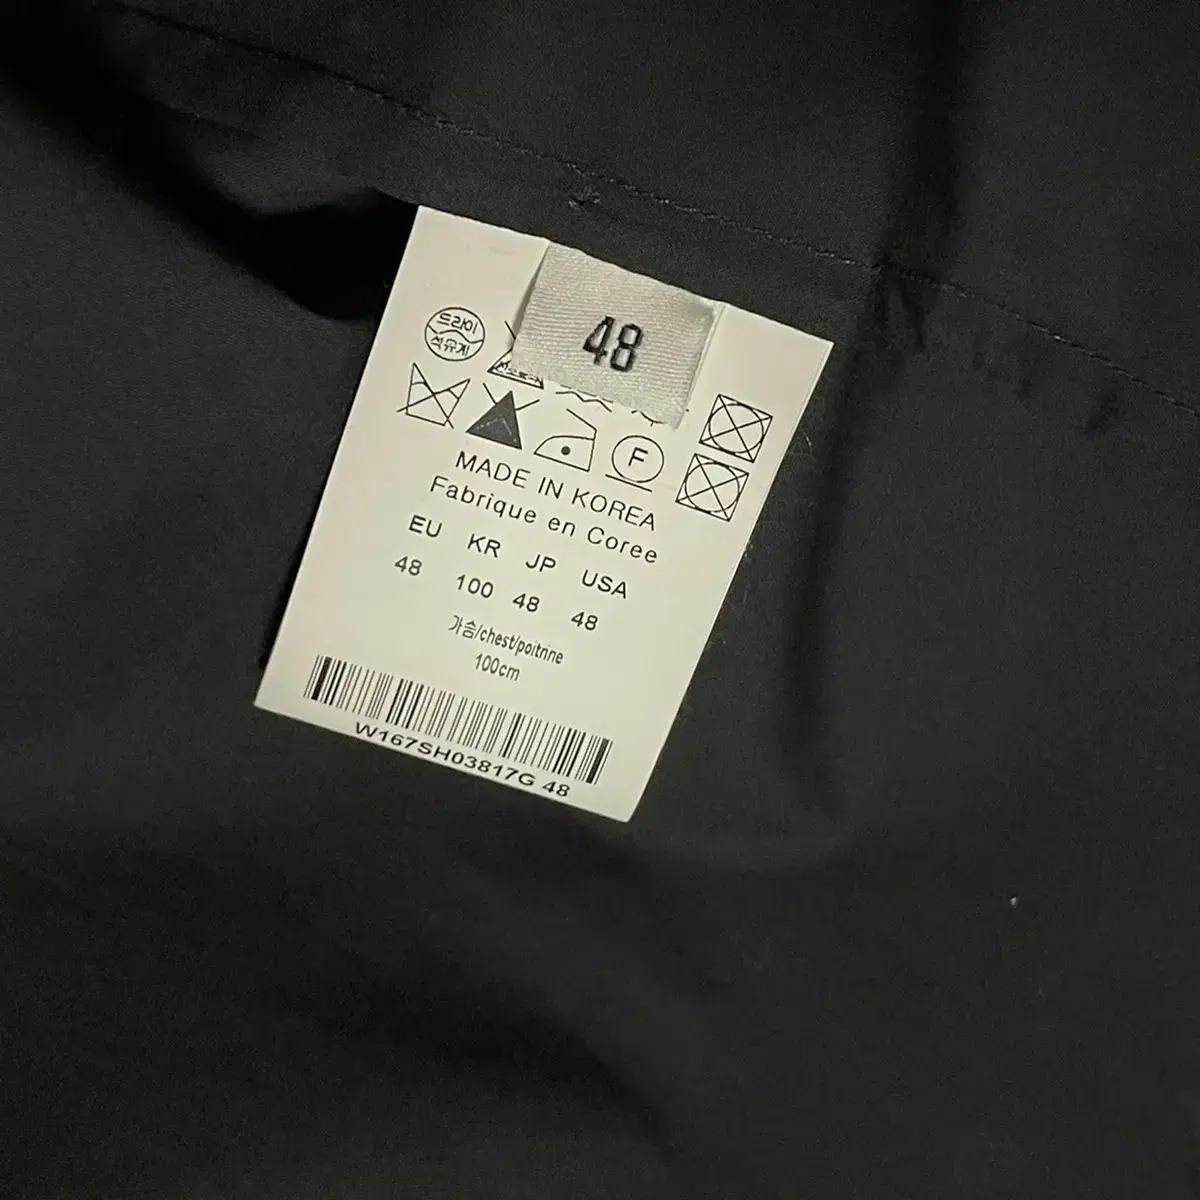 48
드라이
석유계
F
MADE IN KOREA
Fabrique en Coree
EU KR JP USA
48 100 48 48
가슴/chest/poitrine
100cm
W167SH03817G 48